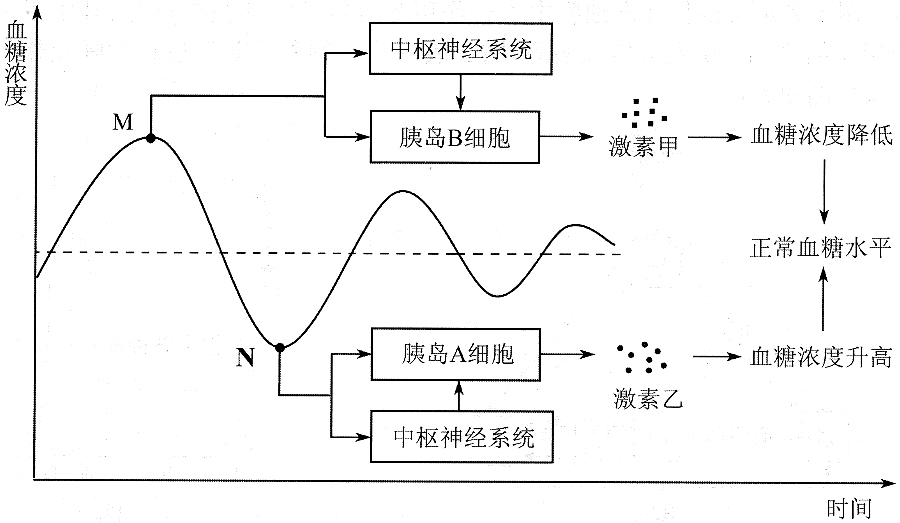 血糖浓度
中枢神经系统
M
胰岛B细胞
激素甲
血糖浓度降低
正常血糖水平
N
胰岛A细胞
激素乙
血糖浓度升高
中枢神经系统
时间